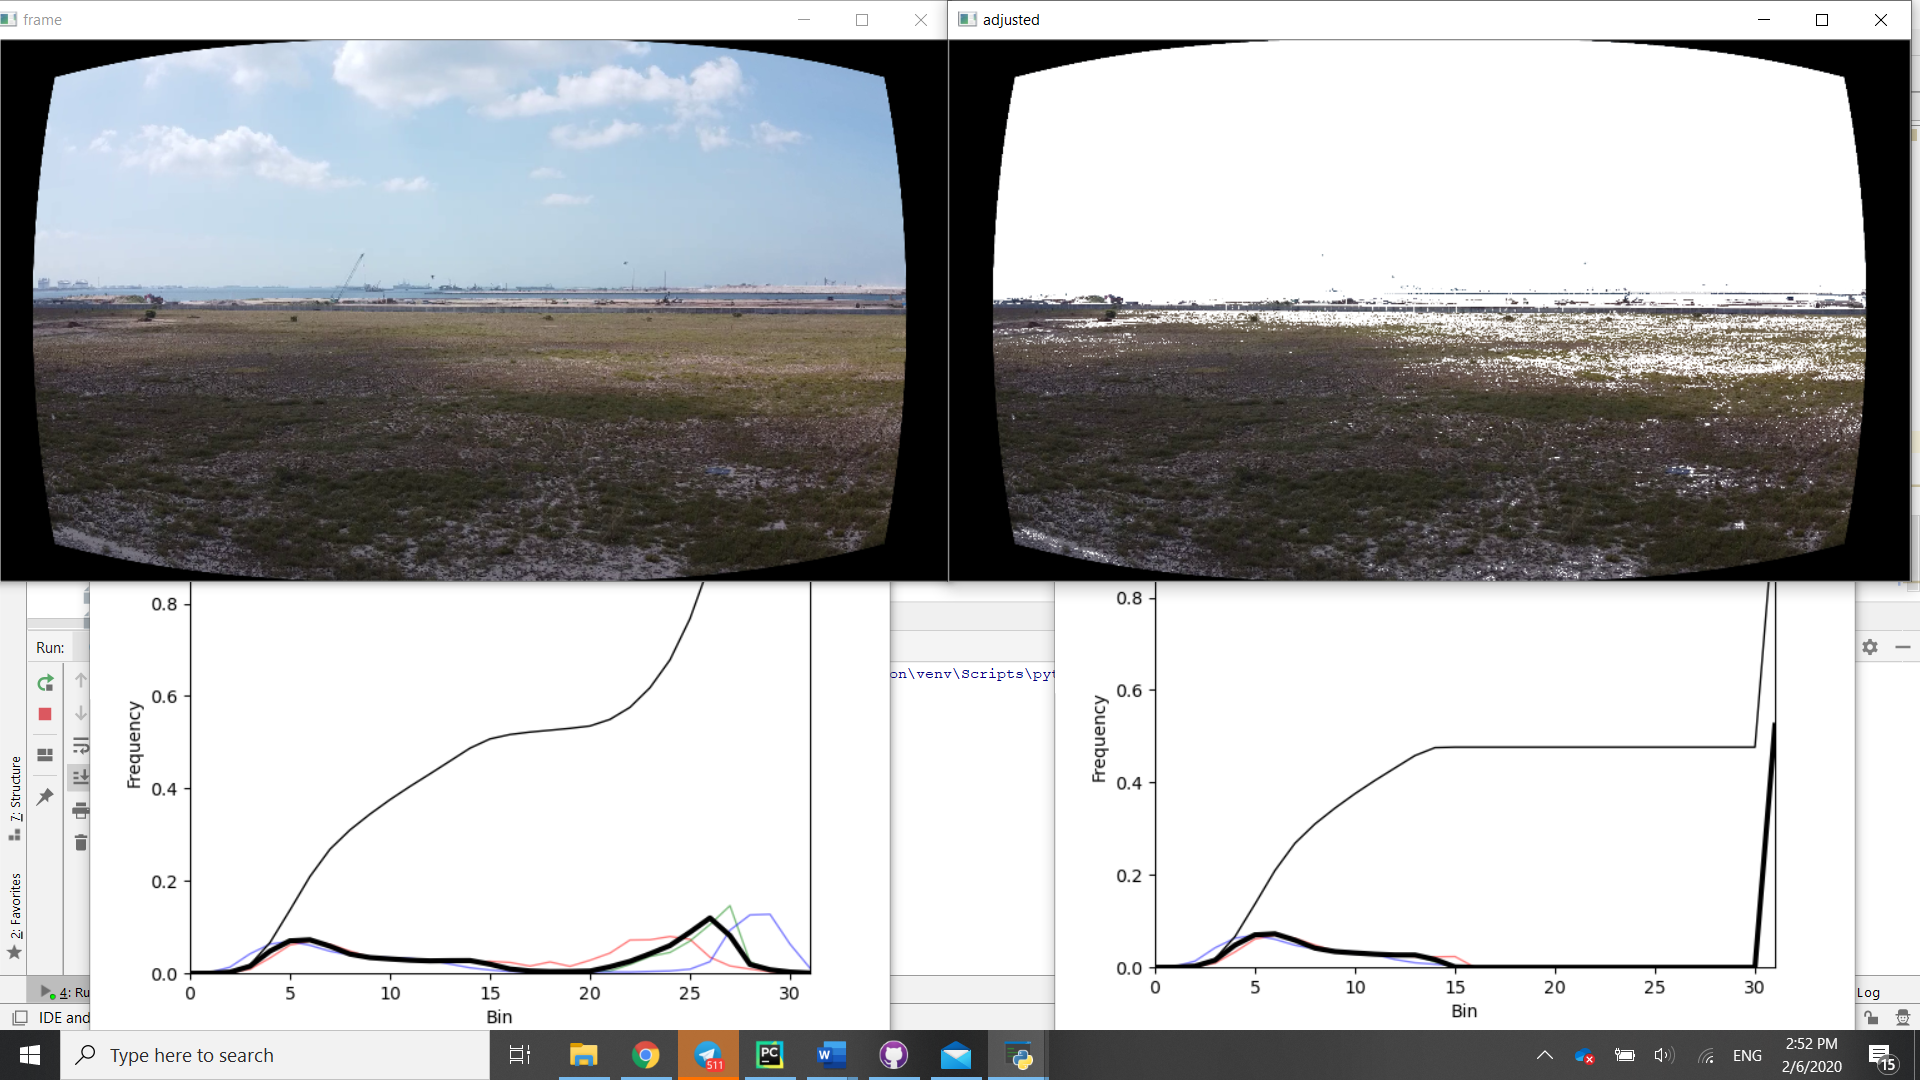 frame
adjusted
Run:
on\venv\Scripts\pyt
0.8
0.6
0.4
0.2
0.0
Frequency
0 5 10 15 20 25 30
Bin
0.8
0.6
0.4
0.2
0.0
Frequency
0 5 10 15 20 25 30
Bin
7: Structure
2: Favorites
4: Ru
Log
IDE and
Type here to search
511
PC
W
ENG
2:52 PM
2/6/2020
15